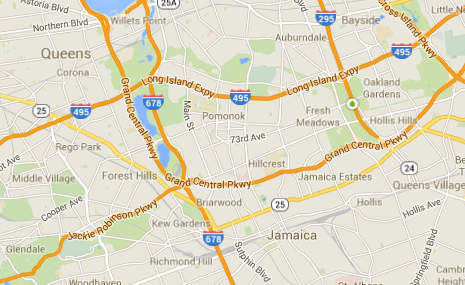 Astoria Blvd
25A
Northern Blvd
Willets Point
295
Bayside
Cross Island Pkwy
Little
Auburndale
Queens
495
Corona
Long Island Expy
Long Island Expy
Oakland
Gardens
Grand Central Pkwy
678
495
25
495
Main St
Pomonok
Fresh
Meadows
Hollis Hills
73rd Ave
Rego Park
Grand Central Pkwy
Hillcrest
24
Middle Village
Forest Hills
Grand Central Pkwy
Jamaica Estates
Queens Village
Cooper Ave
Briarwood
25
Hollis
Hollis Ave
Jackie Robinson Pkwy
Kew Gardens
678
Jamaica
Glendale
Richmond Hill
Sutphin Blvd
Springfield Blvd
Woodhaven
St. Albans